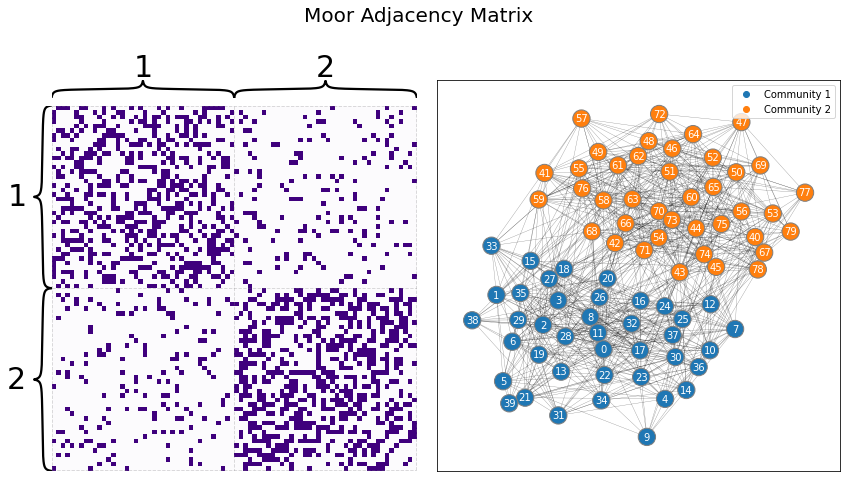 Moor Adjacency Matrix
1 2
1
2
Community 1
Community 2
57 72 47
64
48 46
49 62 52
55 61 51 50 69
41
76 65 77
59 58 63 60
70 56 53
66 73 75
68 44 79
42 54 40
33 71 74 67
15 18 43 45 78
27 20
1 35 3 26 16 24 12
38 29 2 8 32 25 7
6 28 11 37
19 0 17 30 10
13 22 23 36
5 14
39 21 34 4
31
9